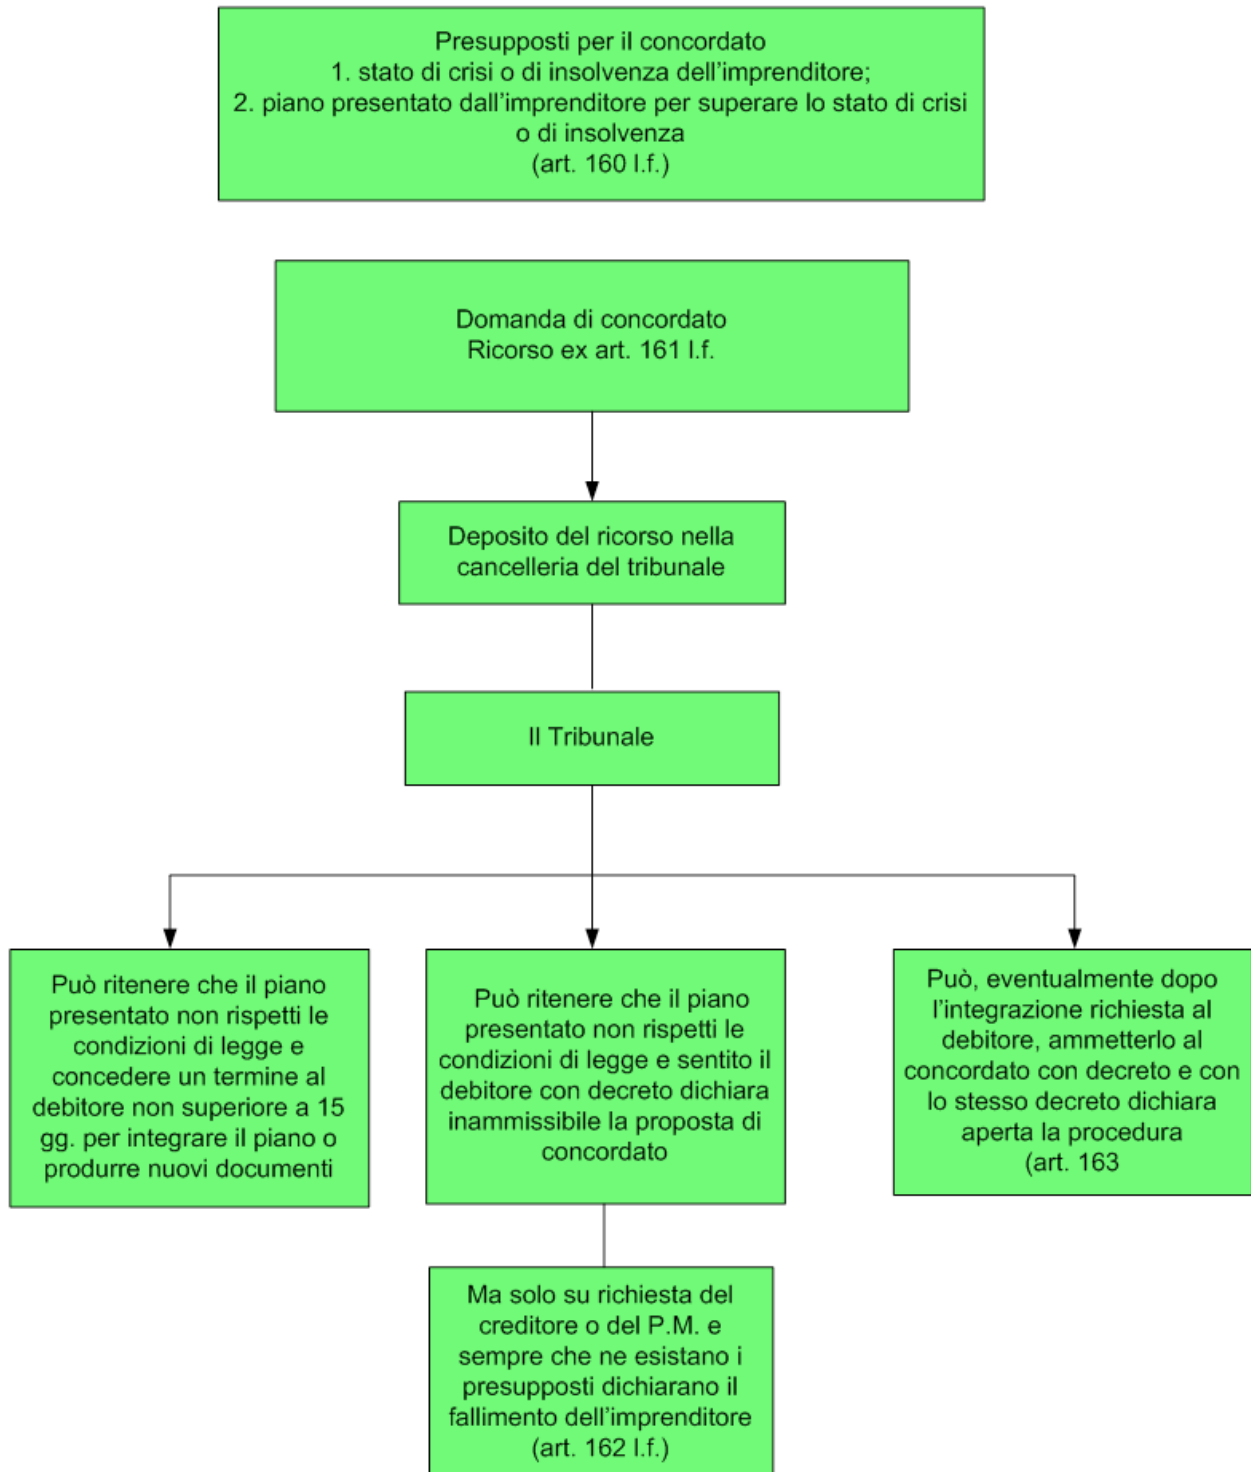 Presupposti per il concordato
1. stato di crisi o di insolvenza dell'imprenditore;
2. piano presentato dall'imprenditore per superare lo stato di crisi
o di insolvenza
(art. 160 l.f.)
Domanda di concordato
Ricorso ex art. 161 l.f.
Deposito del ricorso nella
cancelleria del tribunale
Il Tribunale
Può ritenere che il piano
presentato non rispetti le
condizioni di legge e
concedere un termine al
debitore non superiore a 15
gg. per integrare il piano o
produrre nuovi documenti
Può ritenere che il piano
presentato non rispetti le
condizioni di legge e sentito il
debitore con decreto dichiara
inammissibile la proposta di
concordato
Può, eventualmente dopo
l'integrazione richiesta al
debitore, ammetterlo al
concordato con decreto e con
lo stesso decreto dichiara
aperta la procedura
(art. 163
Ma solo su richiesta del
creditore o del P.M. e
sempre che ne esistano i
presupposti dichiarano il
fallimento dell'imprenditore
(art. 162 l.f.)